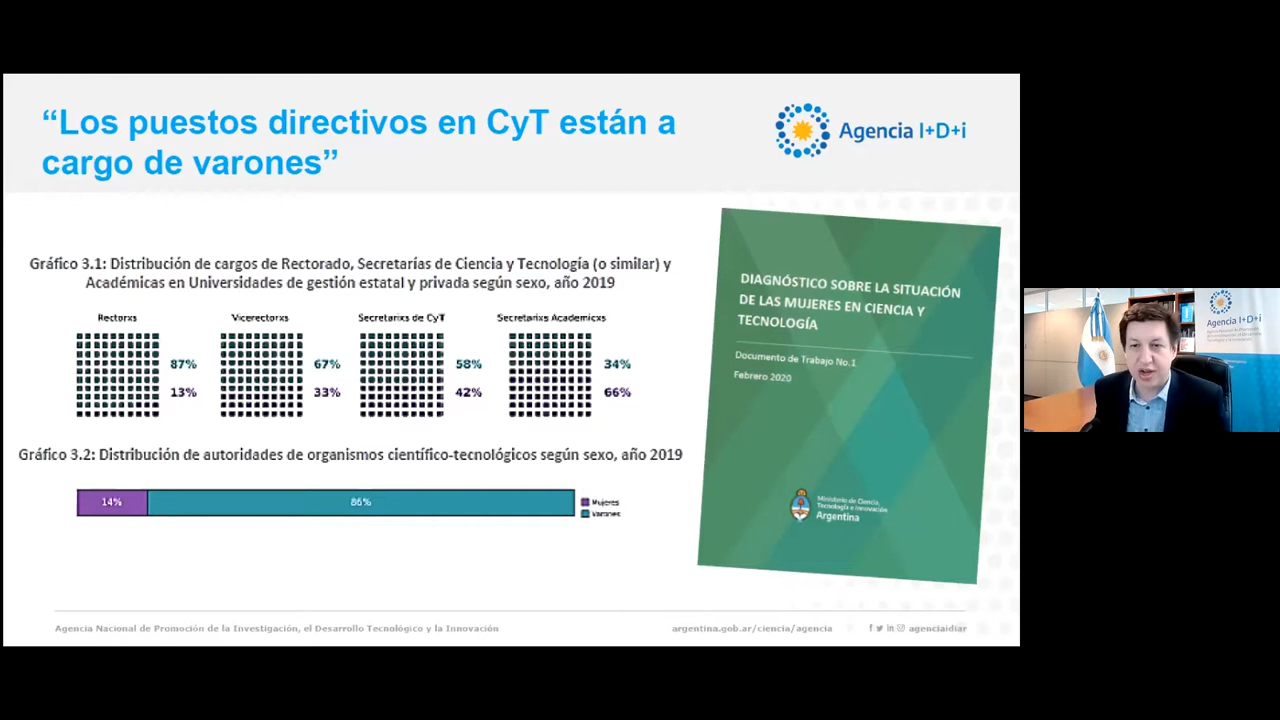 “Los puestos directivos en CyT están a
cargo de varones”
Agencia I+D+i
Gráfico 3.1: Distribución de cargos de Rectorado, Secretarías de Ciencia y Tecnología (o similar) y
Académicas en Universidades de gestión estatal y privada según sexo, año 2019
Rectorxs
87%
13%
Vicerectorxs
67%
33%
Secretarixs de CyT
58%
42%
Secretarixs Academicxs
34%
66%
Gráfico 3.2: Distribución de autoridades de organismos científico-tecnológicos según sexo, año 2019
14%
86%
Mujeres
Varones
DIAGNÓSTICO SOBRE LA SITUACIÓN
DE LAS MUJERES EN CIENCIA Y
TECNOLOGÍA
Documento de Trabajo No.1
Febrero 2020
Ministerio de Ciencia,
Tecnología e Innovación
Argentina
Agencia Nacional de Promoción de la Investigación, el Desarrollo Tecnológico y la Innovación
argentina.gob.ar/ciencia/agencia
agenciaidiar
Agencia I+D+i